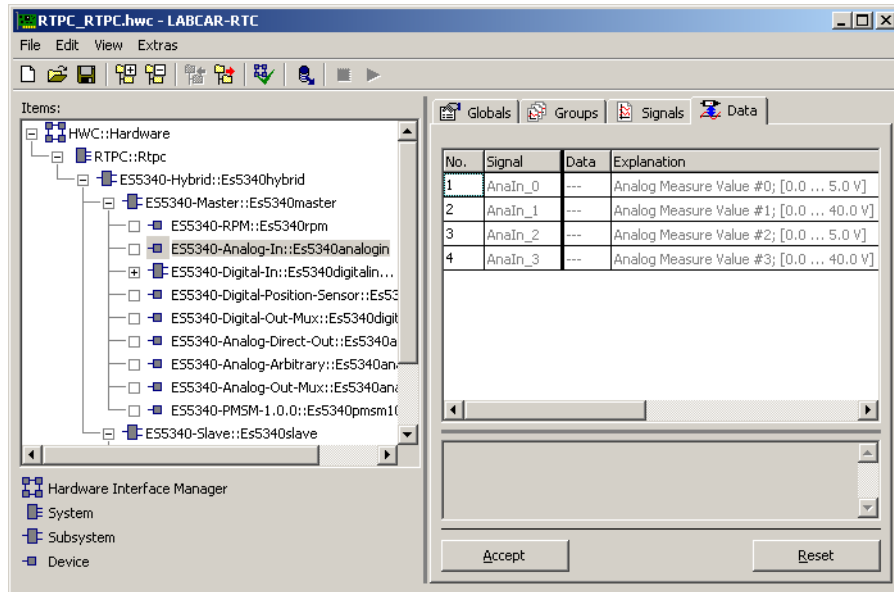 RTPC_RTPC.hwc - LABCAR-RTC
File Edit View Extras
Items:
HWC::Hardware
RTPC::Rtpc
ES5340-Hybrid::Es5340hybrid
ES5340-Master::Es5340master
ES5340-RPM::Es5340rpm
ES5340-Analog-In::Es5340analogin
ES5340-Digital-In::Es5340digitalin...
ES5340-Digital-Position-Sensor::Es53
ES5340-Digital-Out-Mux::Es5340digit
ES5340-Analog-Direct-Out::Es5340a
ES5340-Analog-Arbitrary::Es5340an
ES5340-Analog-Out-Mux::Es5340ana
ES5340-PMSM-1.0.0::Es5340pmsm10
ES5340-Slave::Es5340slave
Hardware Interface Manager
System
Subsystem
Device
Globals Groups Signals Data
No. Signal Data Explanation
1 AnaIn_0 --- Analog Measure Value #0; [0.0 ... 5.0 V]
2 AnaIn_1 --- Analog Measure Value #1; [0.0 ... 40.0 V]
3 AnaIn_2 --- Analog Measure Value #2; [0.0 ... 5.0 V]
4 AnaIn_3 --- Analog Measure Value #3; [0.0 ... 40.0 V]
Accept Reset